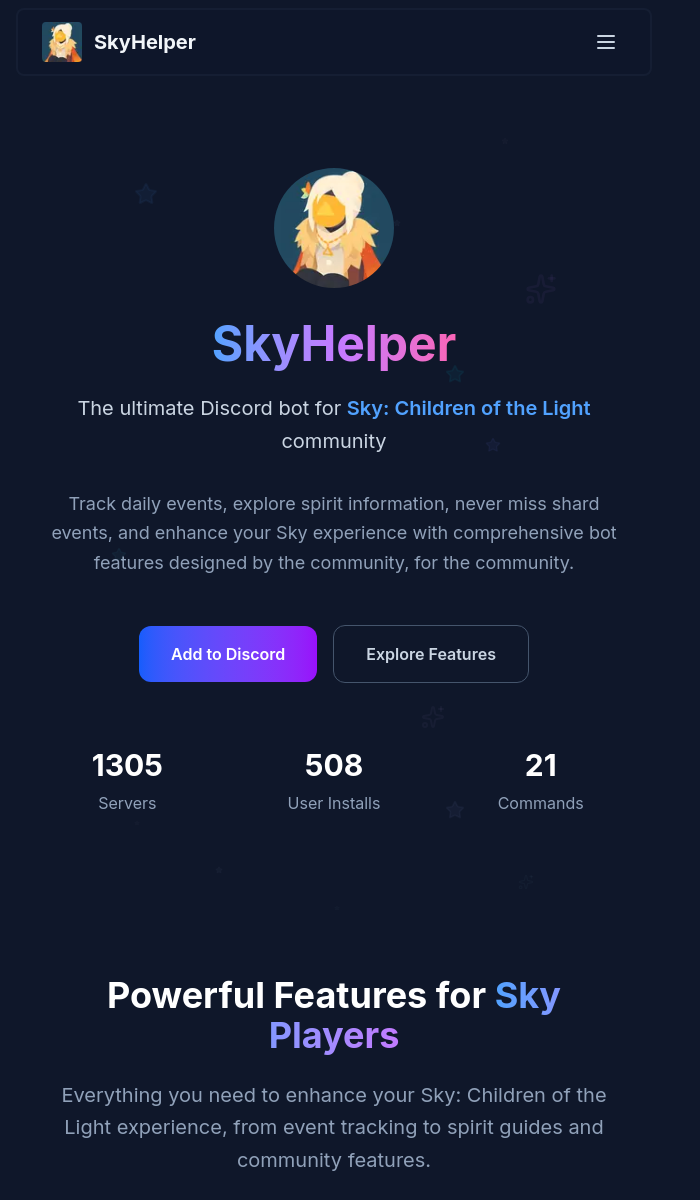 SkyHelper
SkyHelper
The ultimate Discord bot for Sky: Children of the Light
community
Track daily events, explore spirit information, never miss shard
events, and enhance your Sky experience with comprehensive bot
features designed by the community, for the community.
Add to Discord
Explore Features
1305
508
21
Servers
User Installs
Commands
Powerful Features for Sky
Players
Everything you need to enhance your Sky: Children of the
Light experience, from event tracking to spirit guides and
community features.